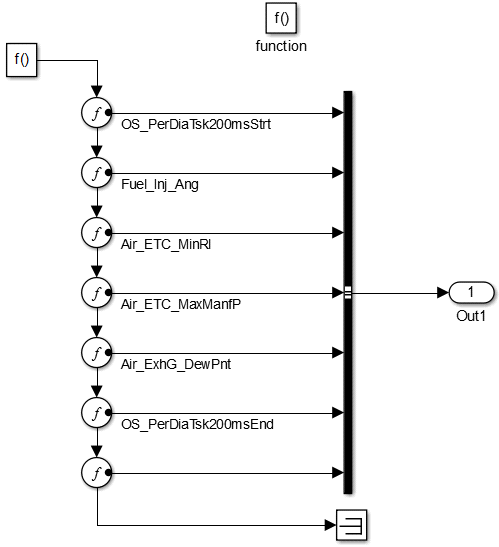 f()
function
f()
f
OS_PerDiaTsk200msStrt
f
Fuel_Inj_Ang
f
Air_ETC_MinRl
f
Air_ETC_MaxManfP
1
Out1
f
Air_ExhG_DewPnt
f
OS_PerDiaTsk200msEnd
f